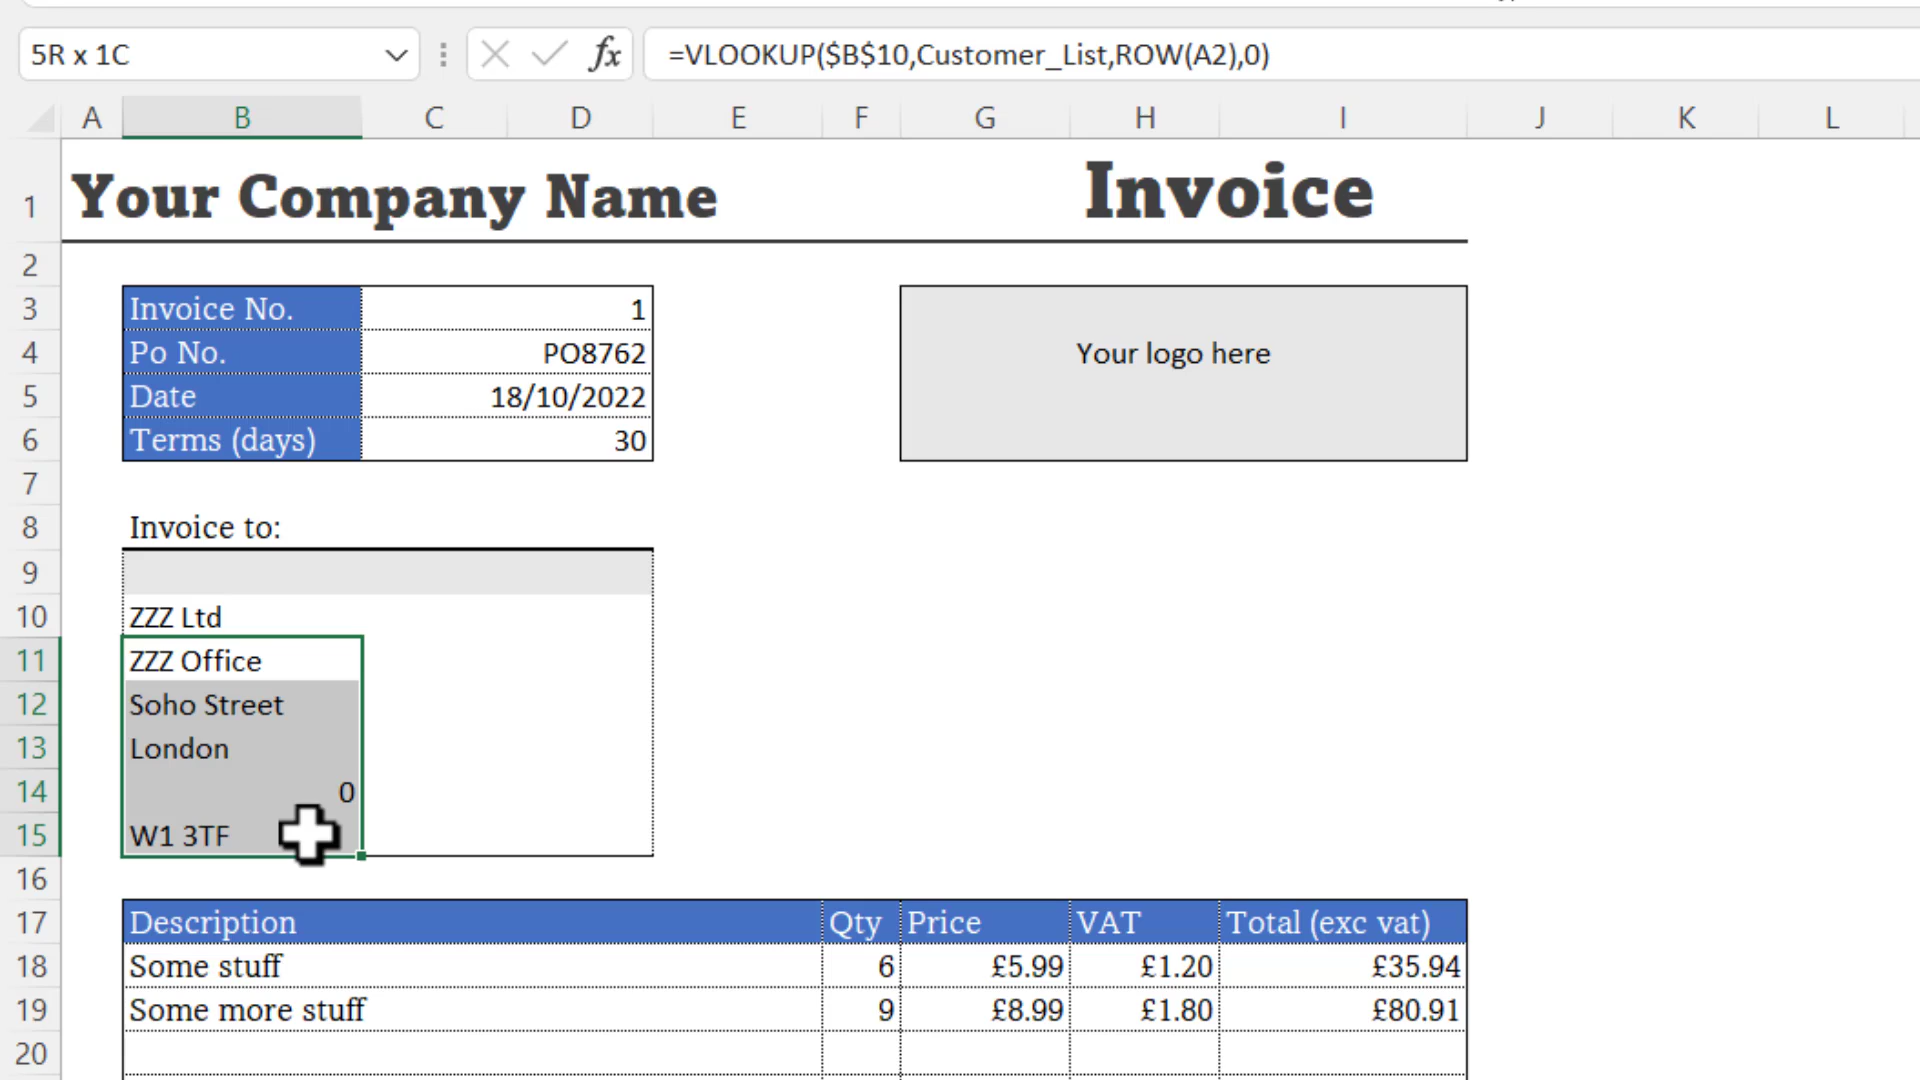 5R x 1C fx =VLOOKUP($B$10,Customer_List,ROW(A2),0)
A B C D E F G H I J K L
1 Your Company Name Invoice
2
3 Invoice No. 1
4 Po No. PO8762 Your logo here
5 Date 18/10/2022
6 Terms (days) 30
7
8 Invoice to:
9
10 ZZZ Ltd
11 ZZZ Office
12 Soho Street
13 London
14 0
15 W1 3TF
16
17 Description Qty Price VAT Total (exc vat)
18 Some stuff 6 £5.99 £1.20 £35.94
19 Some more stuff 9 £8.99 £1.80 £80.91
20